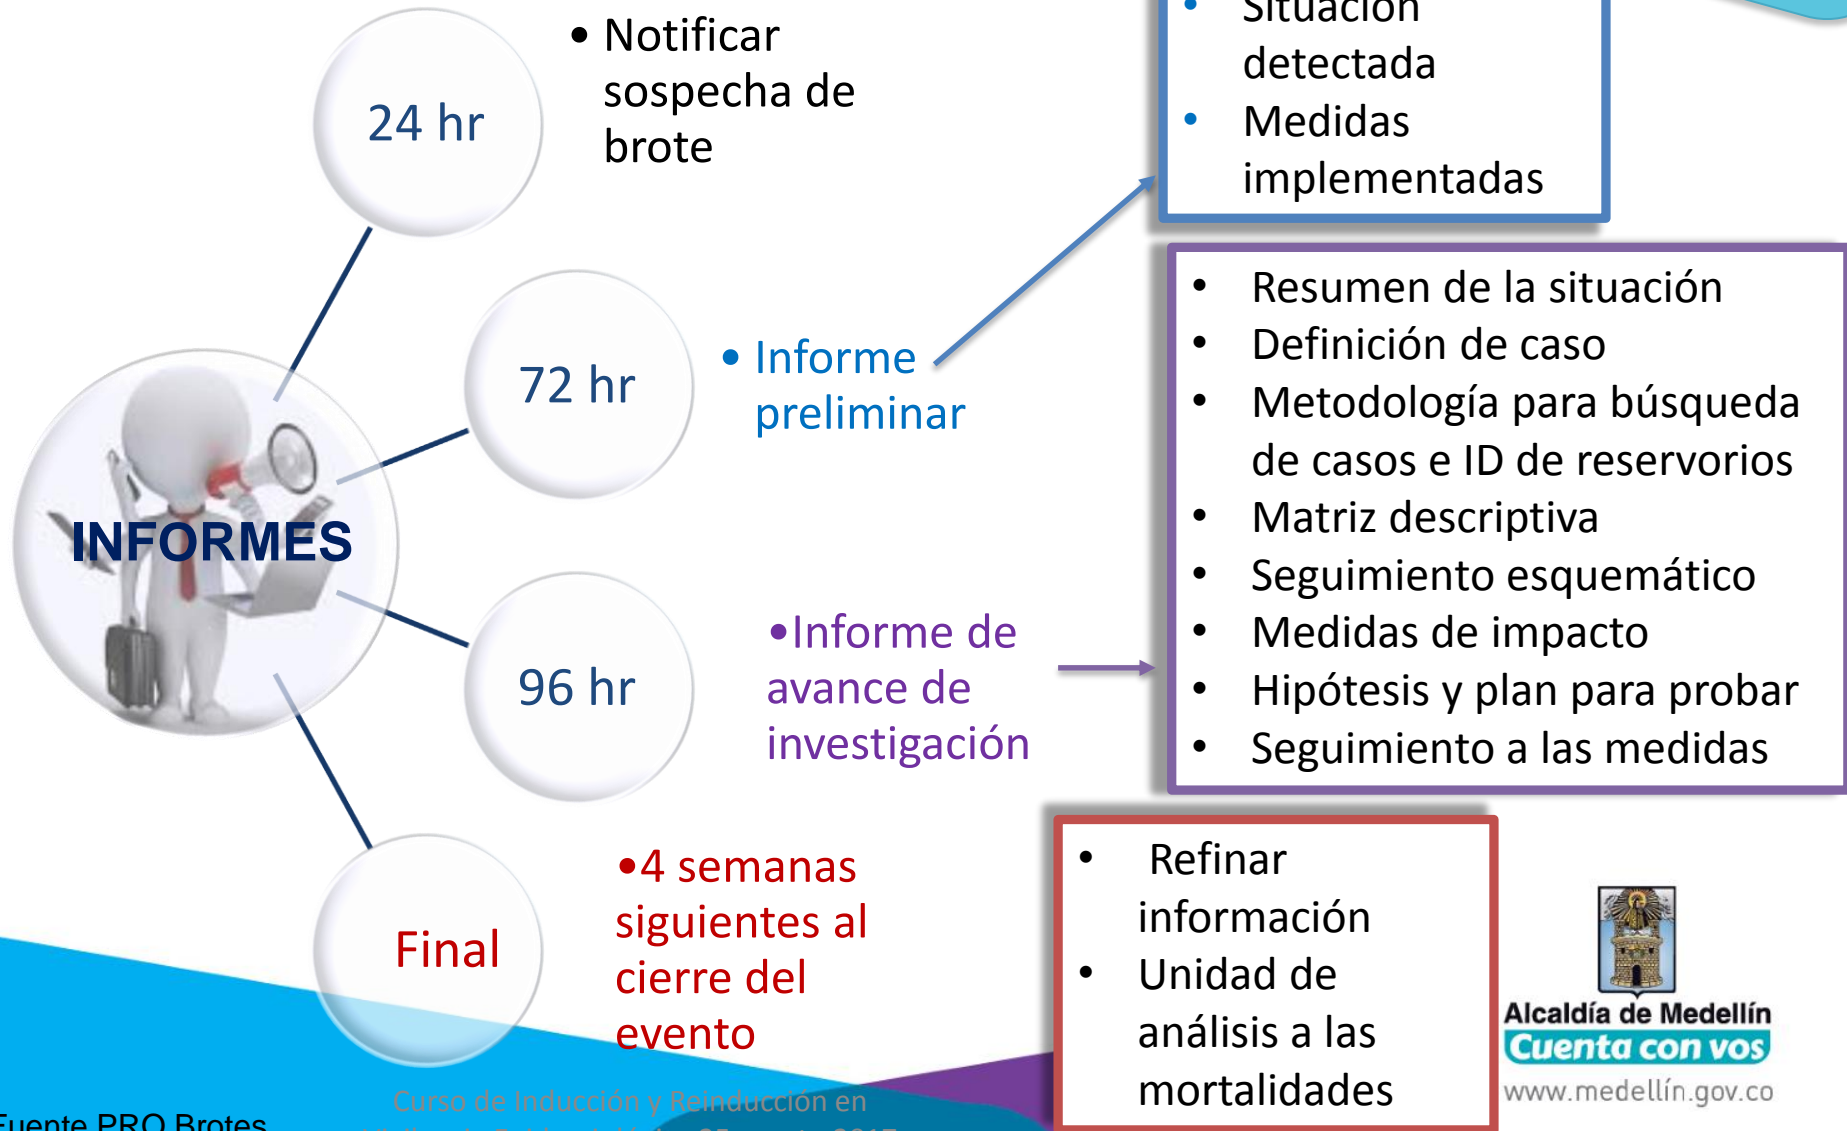 • Notificar
sospecha de
brote
24 hr
• Situación
detectada
• Medidas
implementadas
72 hr
• Informe
preliminar
• Resumen de la situación
• Definición de caso
• Metodología para búsqueda
de casos e ID de reservorios
• Matriz descriptiva
• Seguimiento esquemático
• Medidas de impacto
• Hipótesis y plan para probar
• Seguimiento a las medidas
INFORMES
96 hr
•Informe de
avance de
investigación
Final
•4 semanas
siguientes al
cierre del
evento
• Refinar
información
• Unidad de
análisis a las
mortalidades
Alcaldía de Medellín
Cuenta con vos
www.medellín.gov.co
Curso de Inducción y Reinducción en
Fuente PRO Brotes